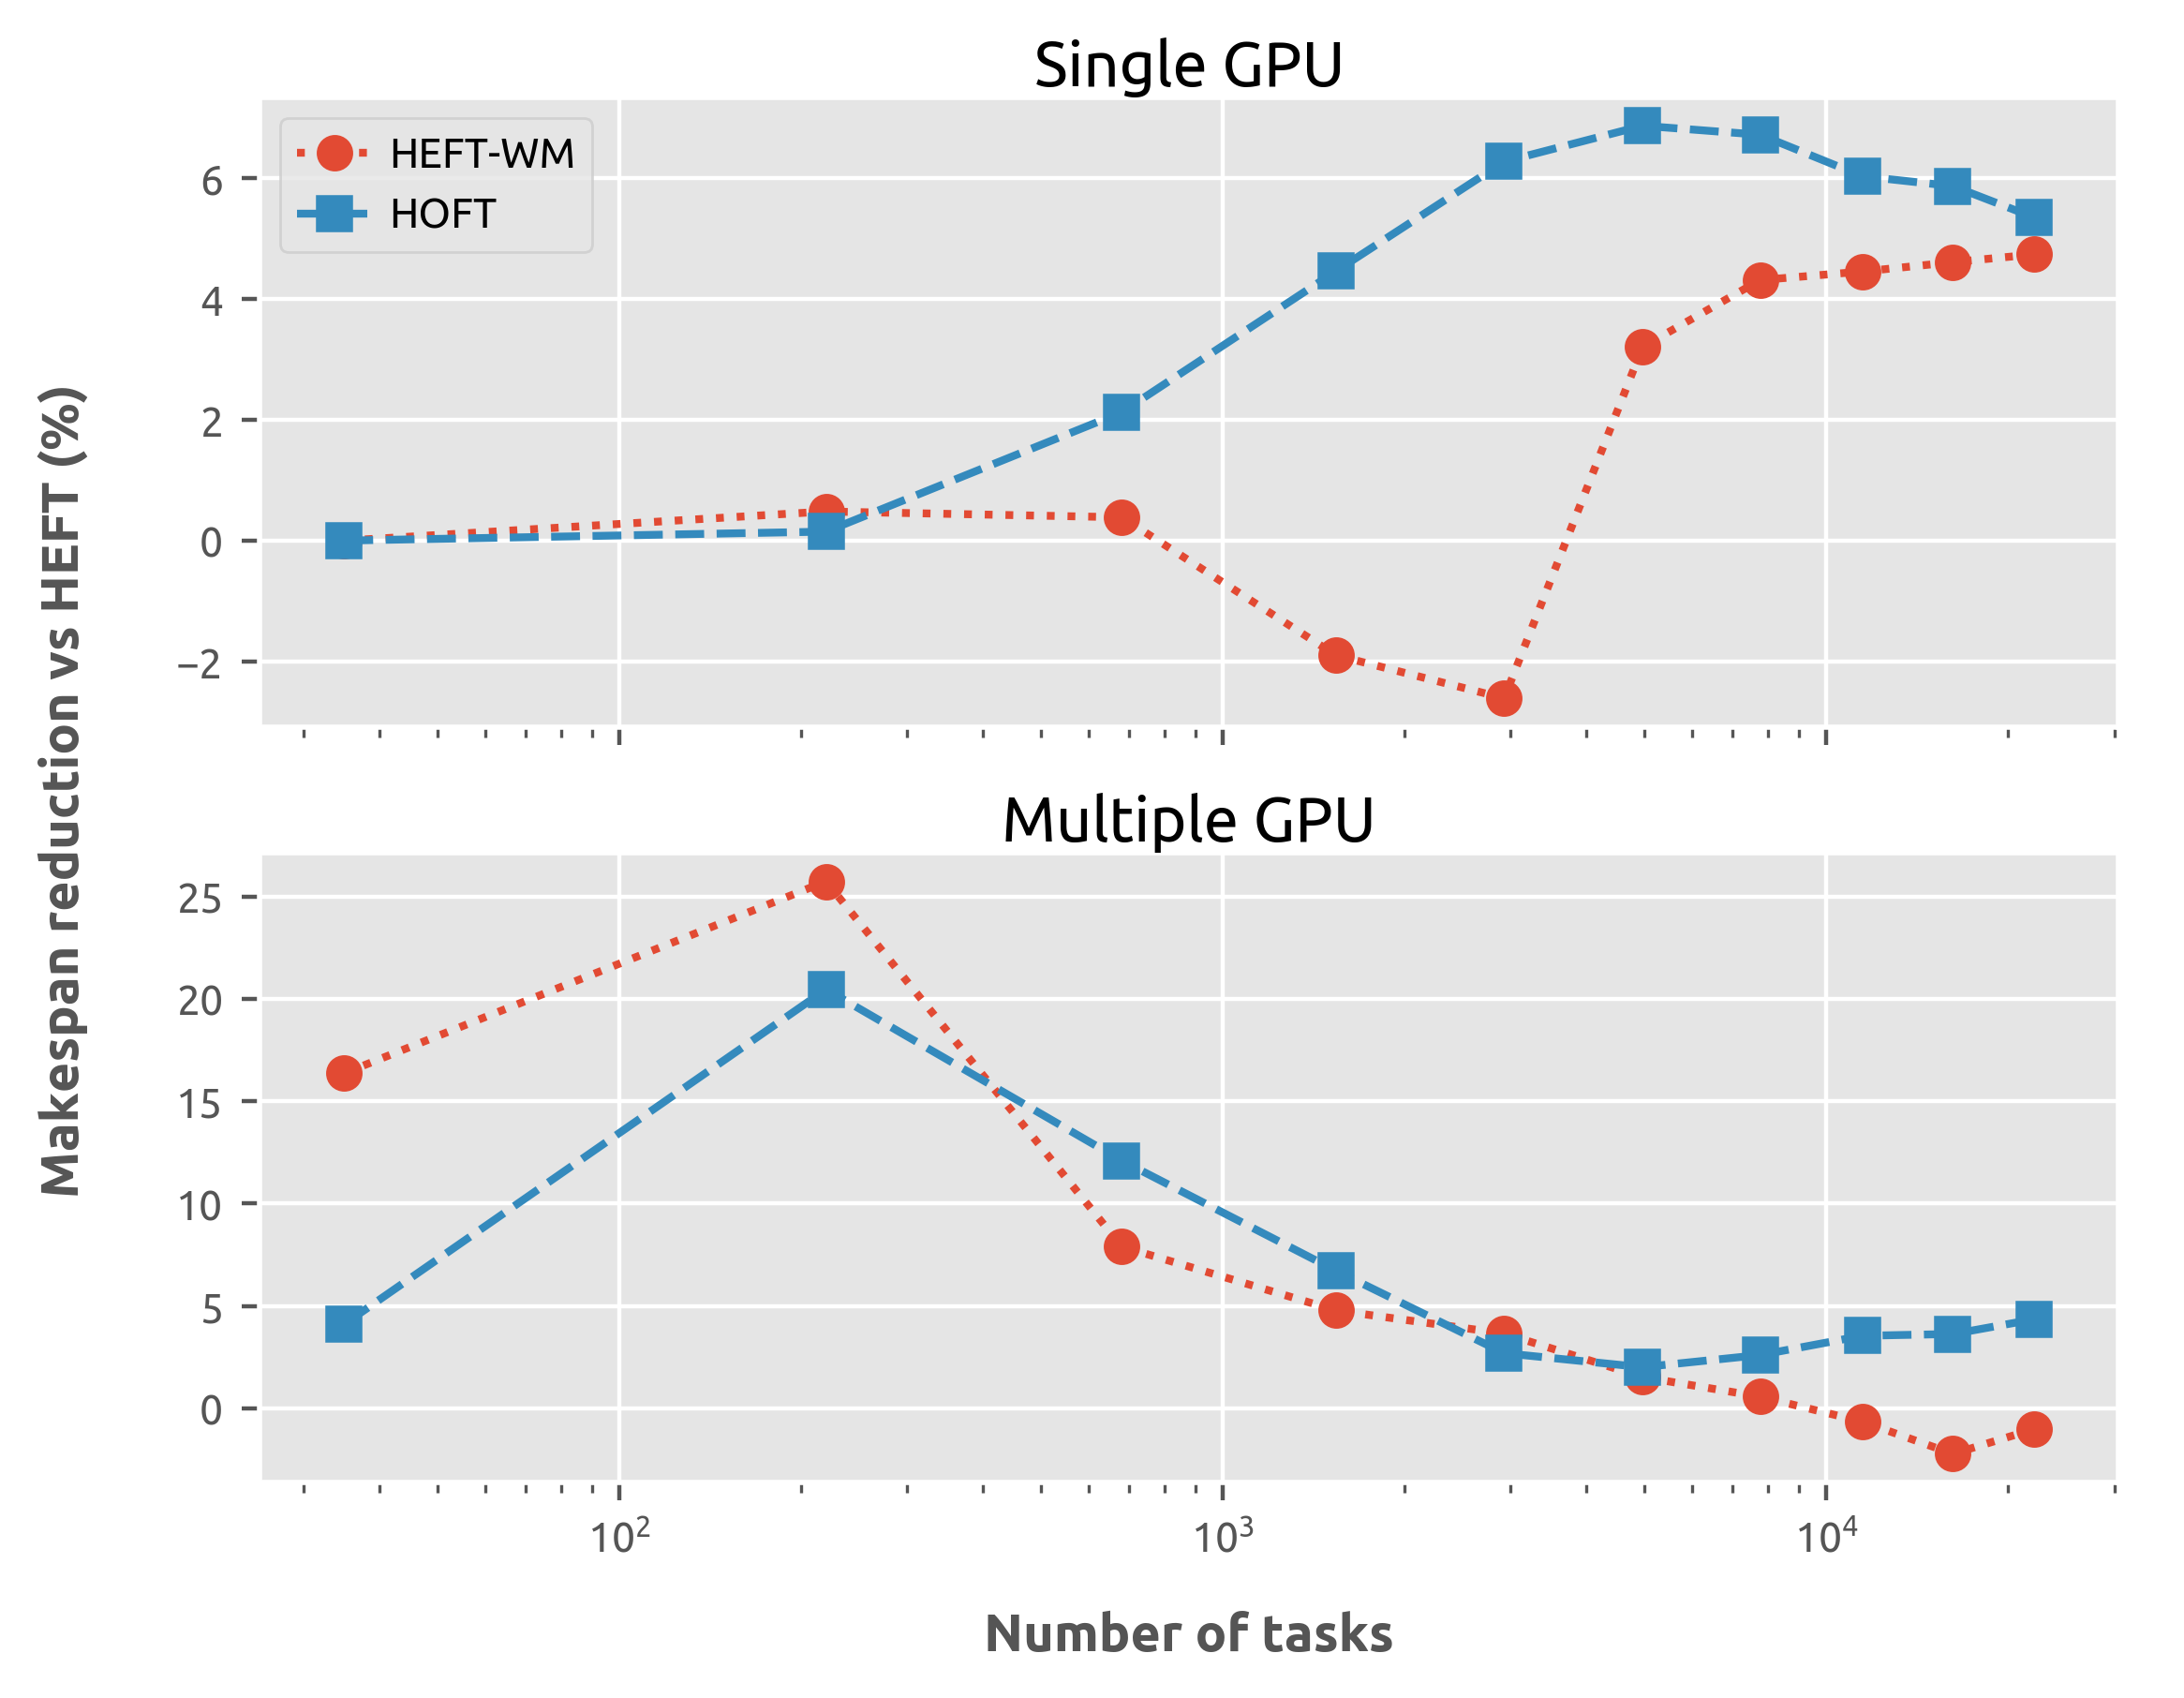 Single GPU
HEFT-WM
HOFT
6
4
2
0
−2
Makespan reduction vs HEFT (%)
Multiple GPU
25
20
15
10
5
0
10² 10³ 10⁴
Number of tasks